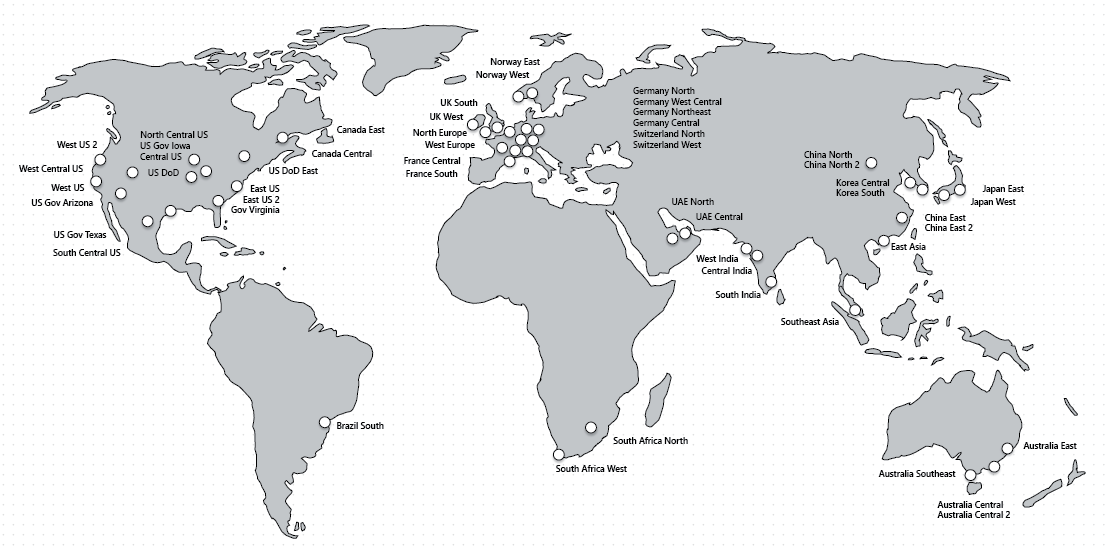 Norway East
Norway West
UK South
UK West
North Europe
West Europe
France Central
France South
Germany North
Germany West Central
Germany Northeast
Germany Central
Switzerland North
Switzerland West
Canada East
Canada Central
North Central US
US Gov Iowa
Central US
US DoD
US DoD East
West US 2
West Central US
West US
US Gov Arizona
East US
East US 2
Gov Virginia
US Gov Texas
South Central US
China North
China North 2
Korea Central
Korea South
Japan East
Japan West
China East
China East 2
East Asia
UAE North
UAE Central
West India
Central India
South India
Southeast Asia
Brazil South
South Africa North
South Africa West
Australia East
Australia Southeast
Australia Central
Australia Central 2